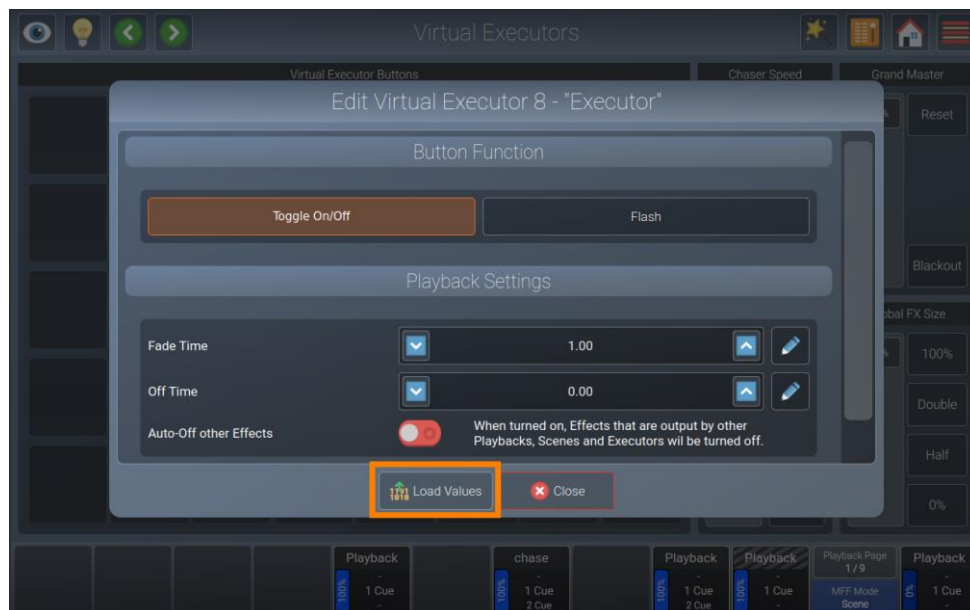 Virtual Executors
Virtual Executor Buttons
Chaser Speed
Grand Master
Edit Virtual Executor 8 - "Executor"
Reset
Button Function
Toggle On/Off
Flash
Blackout
Playback Settings
FX Size
Fade Time
1.00
100%
Off Time
0.00
Double
Auto-Off other Effects
When turned on, Effects that are output by other
Playbacks, Scenes and Executors wil be turned off.
Half
Load Values
Close
0%
Playback
100%
-
1 Cue
chase
100%
-
1 Cue
2 Cue
Playback
100%
-
1 Cue
2 Cue
Playback
100%
-
1 Cue
Playback Page
1/9
MFF Mode
Scene
Playback
0%
-
1 Cue
-